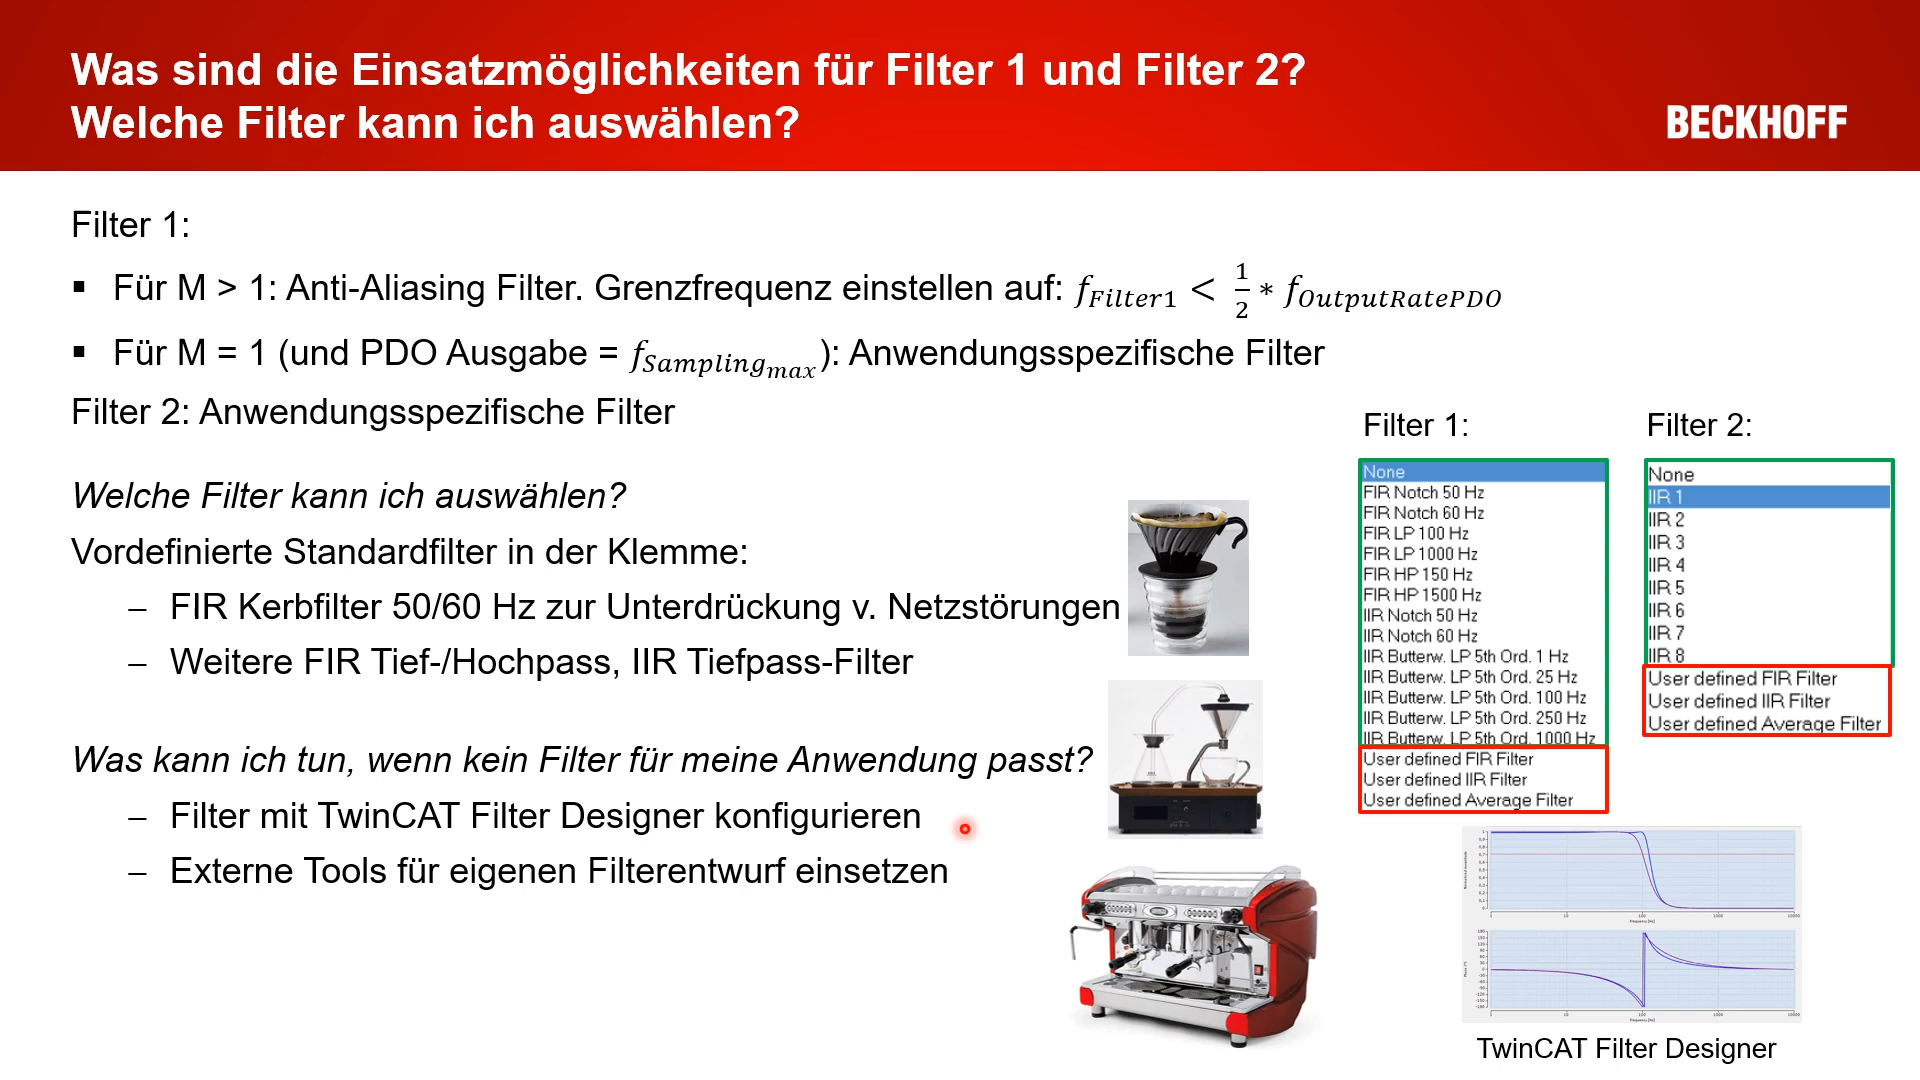 Was sind die Einsatzmöglichkeiten für Filter 1 und Filter 2?
Welche Filter kann ich auswählen?
BECKHOFF
Filter 1:
▪ Für M > 1: Anti-Aliasing Filter. Grenzfrequenz einstellen auf: f_Filter1 < 1/2 * f_OutputRatePDO
▪ Für M = 1 (und PDO Ausgabe = f_Sampling_max): Anwendungsspezifische Filter
Filter 2: Anwendungsspezifische Filter
Welche Filter kann ich auswählen?
Vordefinierte Standardfilter in der Klemme:
– FIR Kerbfilter 50/60 Hz zur Unterdrückung v. Netzstörungen
– Weitere FIR Tief-/Hochpass, IIR Tiefpass-Filter
Was kann ich tun, wenn kein Filter für meine Anwendung passt?
– Filter mit TwinCAT Filter Designer konfigurieren
– Externe Tools für eigenen Filterentwurf einsetzen
Filter 1:
None
FIR Notch 50 Hz
FIR Notch 60 Hz
FIR LP 100 Hz
FIR LP 1000 Hz
FIR HP 150 Hz
FIR HP 1500 Hz
IIR Notch 50 Hz
IIR Notch 60 Hz
IIR Butterw. LP 5th Ord. 1 Hz
IIR Butterw. LP 5th Ord. 25 Hz
IIR Butterw. LP 5th Ord. 100 Hz
IIR Butterw. LP 5th Ord. 250 Hz
IIR Butterw. LP 5th Ord. 1000 Hz
User defined FIR Filter
User defined IIR Filter
User defined Average Filter
Filter 2:
None
IIR 1
IIR 2
IIR 3
IIR 4
IIR 5
IIR 6
IIR 7
IIR 8
User defined FIR Filter
User defined IIR Filter
User defined Average Filter
TwinCAT Filter Designer